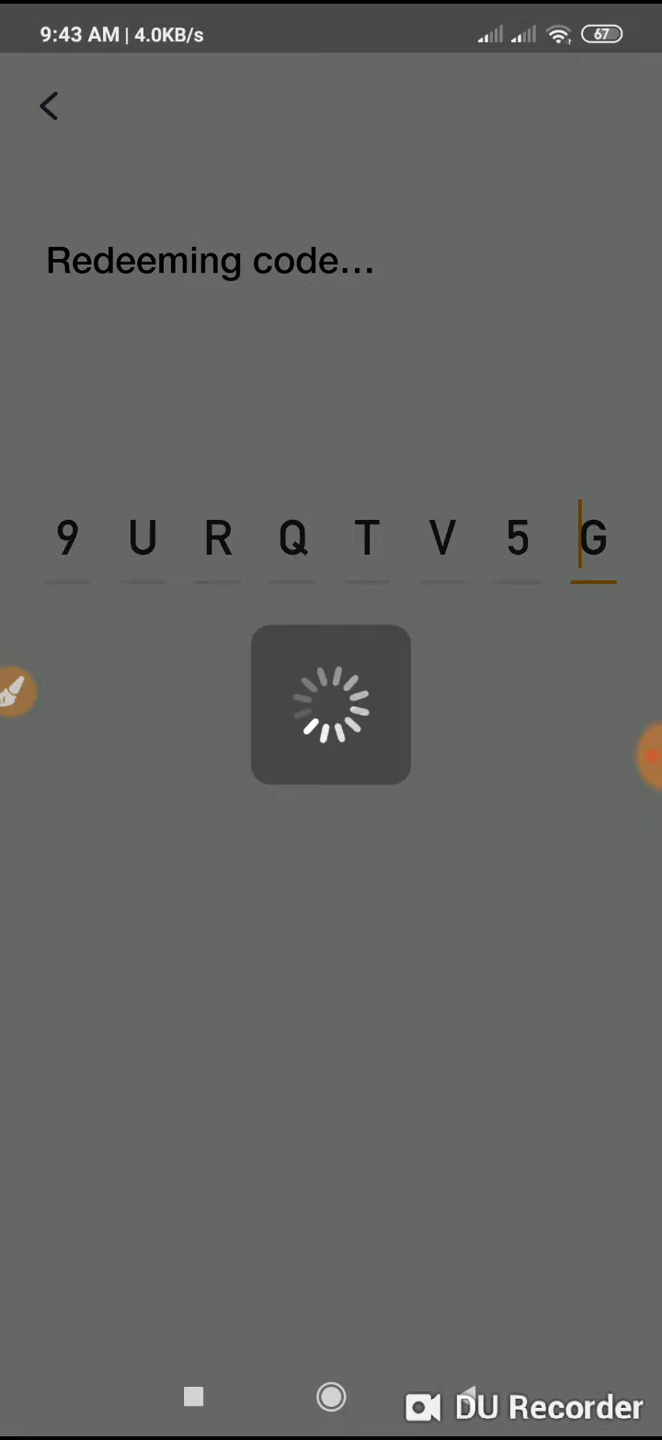 9:43 AM | 4.0KB/s 67
Redeeming code...
9 U R Q T V 5 G
DU Recorder